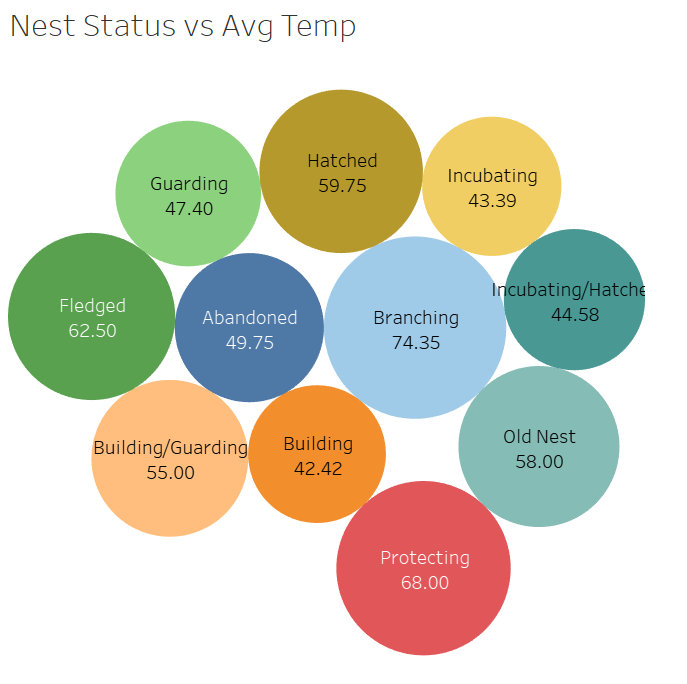 Nest Status vs Avg Temp
Hatched
59.75
Incubating
43.39
Guarding
47.40
Incubating/Hatche
44.58
Fledged
62.50
Abandoned
49.75
Branching
74.35
Building/Guarding
55.00
Building
42.42
Old Nest
58.00
Protecting
68.00